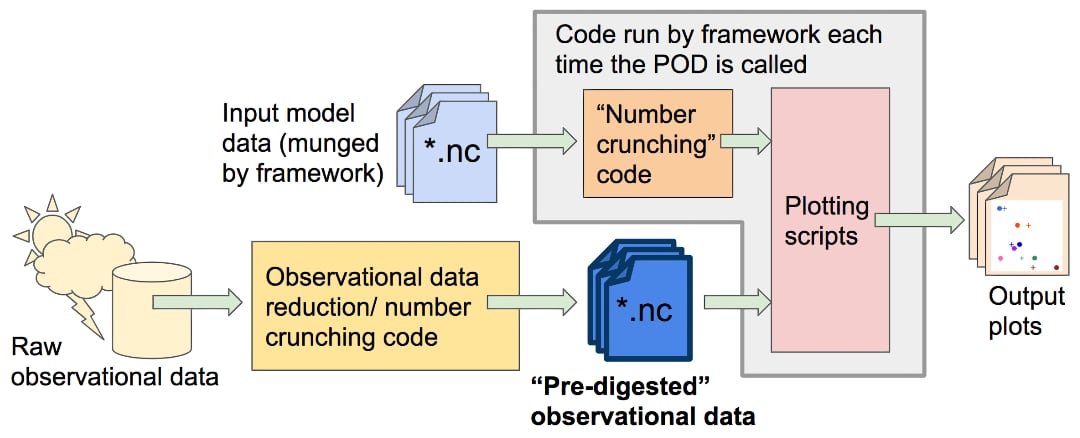 Code run by framework each
time the POD is called
Input model
data (munged
by framework)
*.nc
“Number
crunching”
code
Plotting
scripts
Output
plots
Raw
observational data
Observational data
reduction/ number
crunching code
*.nc
“Pre-digested”
observational data